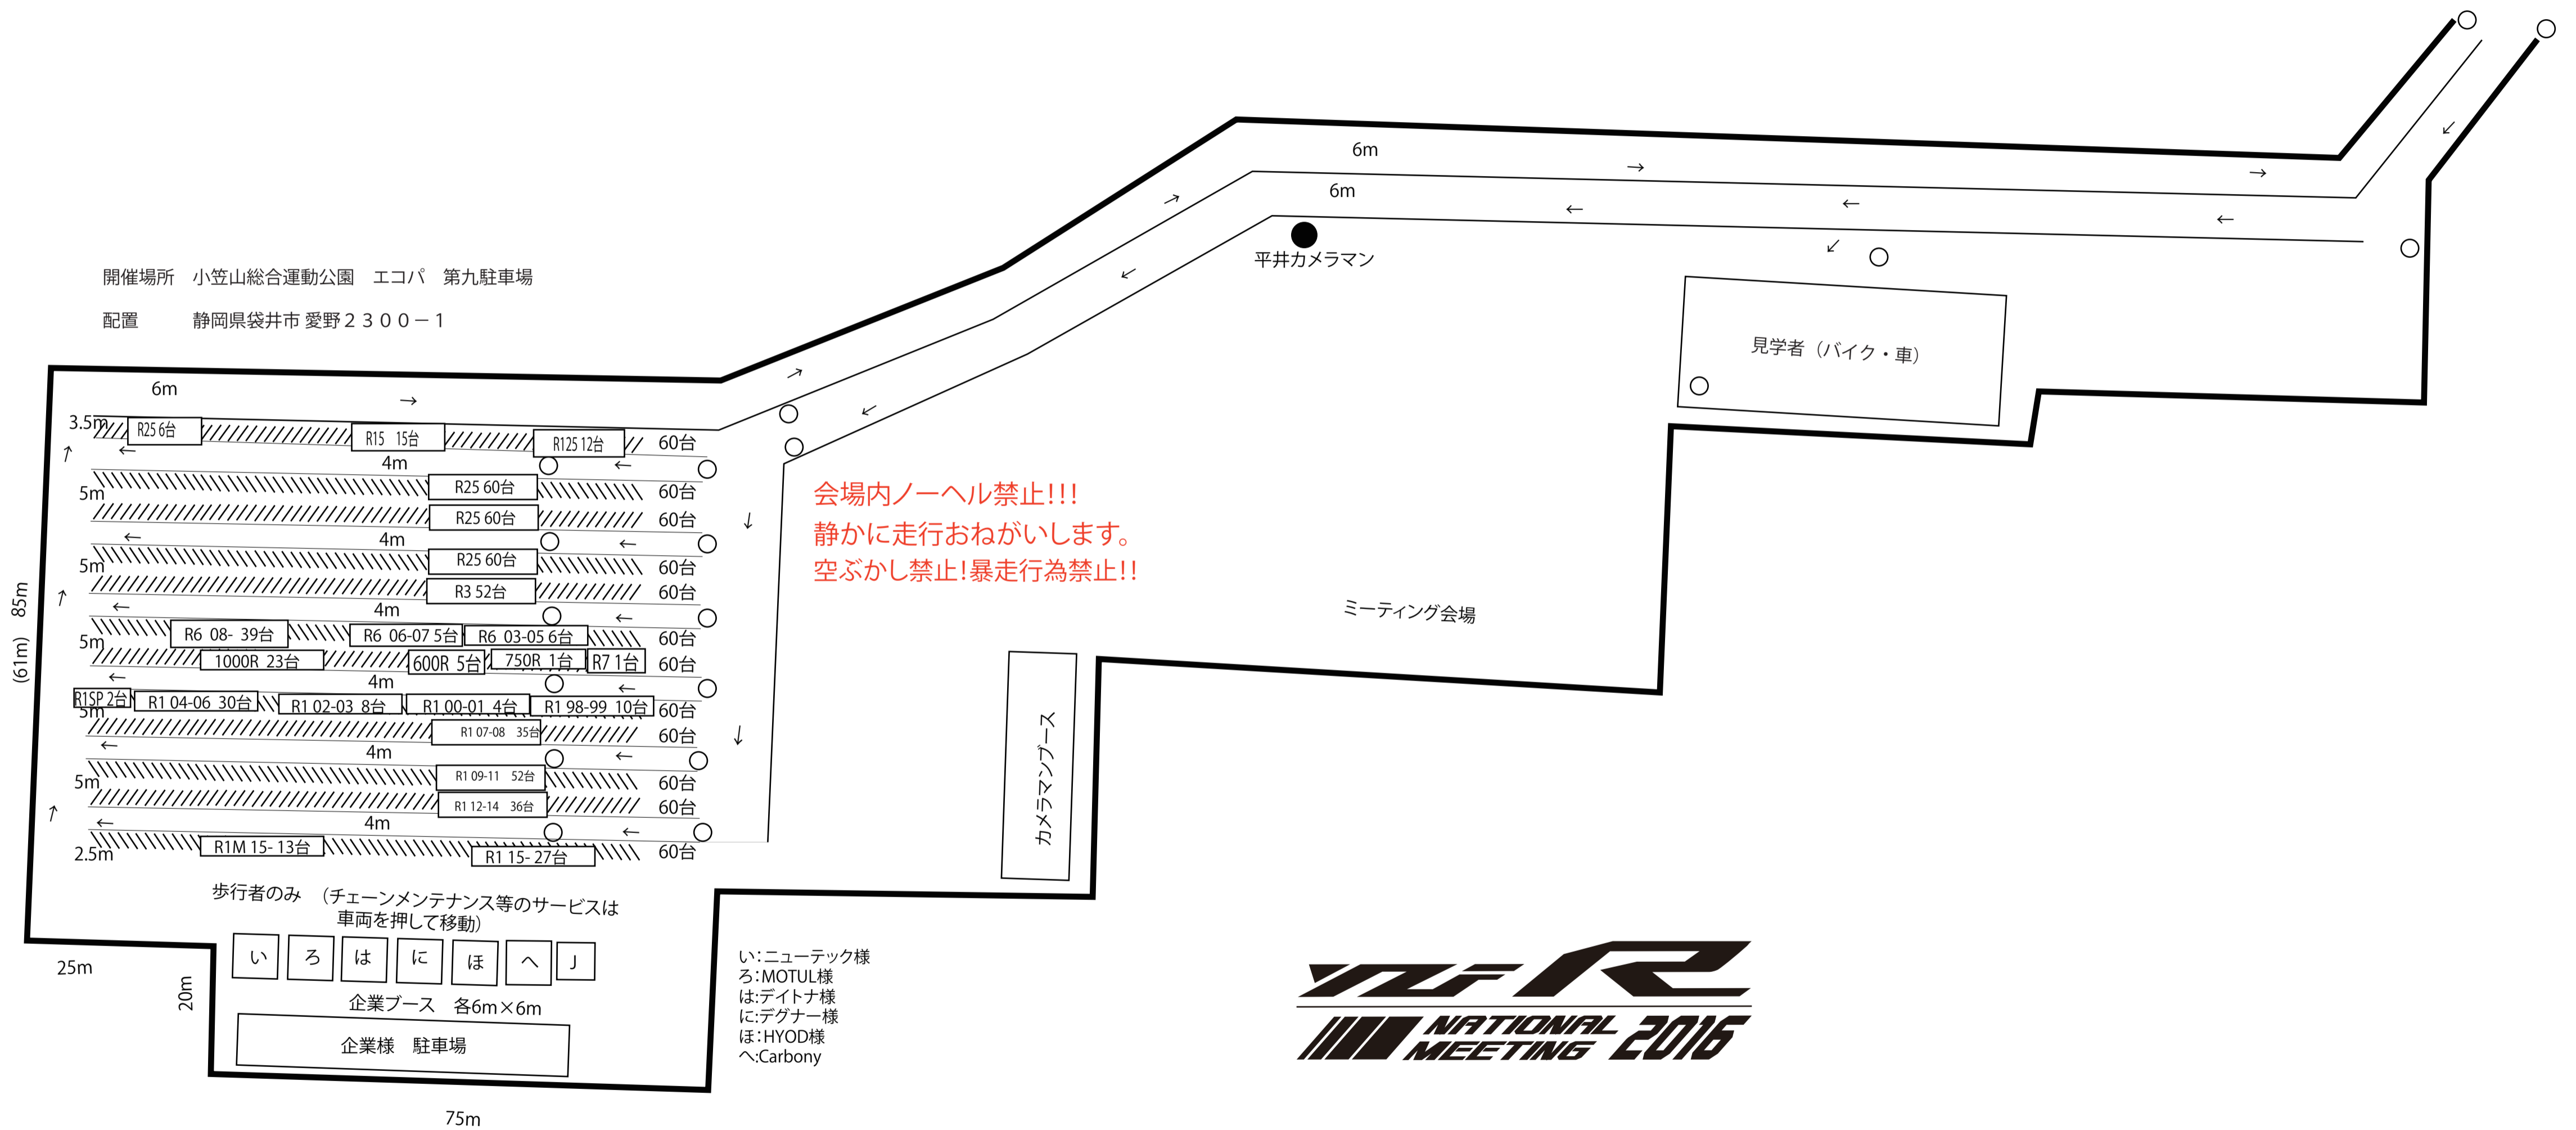 6m
6m
平井カメラマン
開催場所　小笠山総合運動公園　エコパ　第九駐車場
配置　　　静岡県袋井市 愛野２３００－１
見学者（バイク・車）
6m
3.5m
R25 6台
R15　15台
R125 12台
60台
4m
5m
R25 60台
60台
R25 60台
60台
4m
5m
R25 60台
60台
R3 52台
60台
4m
5m
R6 08- 39台
R6 06-07 5台
R6 03-05 6台
60台
1000R 23台
600R 5台
750R 1台
R7 1台
60台
4m
R1SP 2台
R1 04-06 30台
R1 02-03 8台
R1 00-01 4台
R1 98-99 10台
60台
5m
R1 07-08　35台
60台
4m
5m
R1 09-11　52台
60台
R1 12-14　36台
60台
4m
2.5m
R1M 15- 13台
R1 15- 27台
60台
(61m)　85m
会場内ノーヘル禁止!!!
静かに走行おねがいします。
空ぶかし禁止!暴走行為禁止!!
ミーティング会場
カメラマンブース
歩行者のみ　（チェーンメンテナンス等のサービスは
車両を押して移動）
い
ろ
は
に
ほ
へ
J
25m
20m
企業ブース　各6m×6m
企業様　駐車場
75m
い：ニューテック様
ろ：MOTUL様
は:デイトナ様
に:デグナー様
ほ：HYOD様
へ:Carbony
YZF R
NATIONAL
MEETING 2016